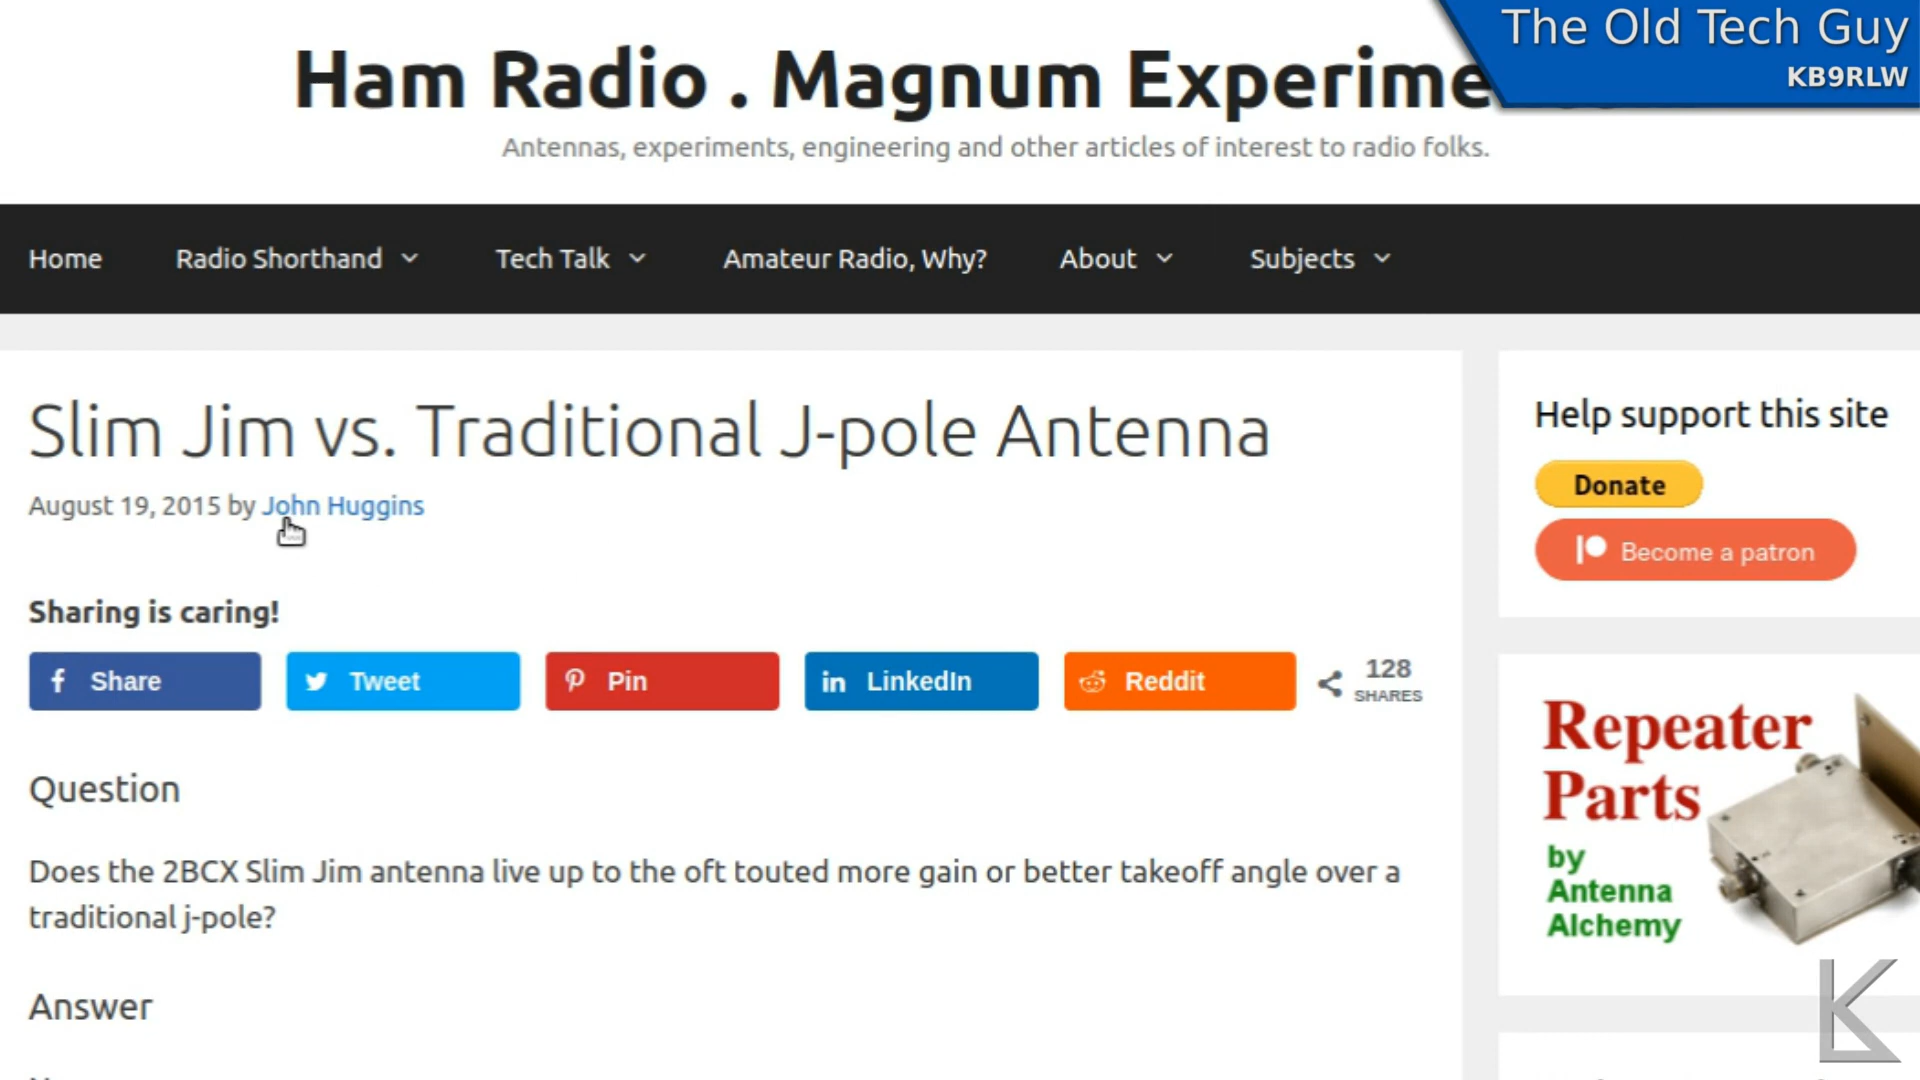 The Old Tech Guy
KB9RLW
Ham Radio . Magnum
Antennas, experiments, engineering and other articles of interest to radio folks.
Home Radio Shorthand Tech Talk Amateur Radio, Why? About Subjects
Slim Jim vs. Traditional J-pole Antenna
August 19, 2015 by John Huggins
Sharing is caring!
Share Tweet Pin LinkedIn Reddit 128
SHARES
Question
Does the 2BCX Slim Jim antenna live up to the oft touted more gain or better takeoff angle over a
traditional j-pole?
Answer
Help support this site
Donate
Become a patron
Repeater
Parts
by
Antenna
Alchemy
K